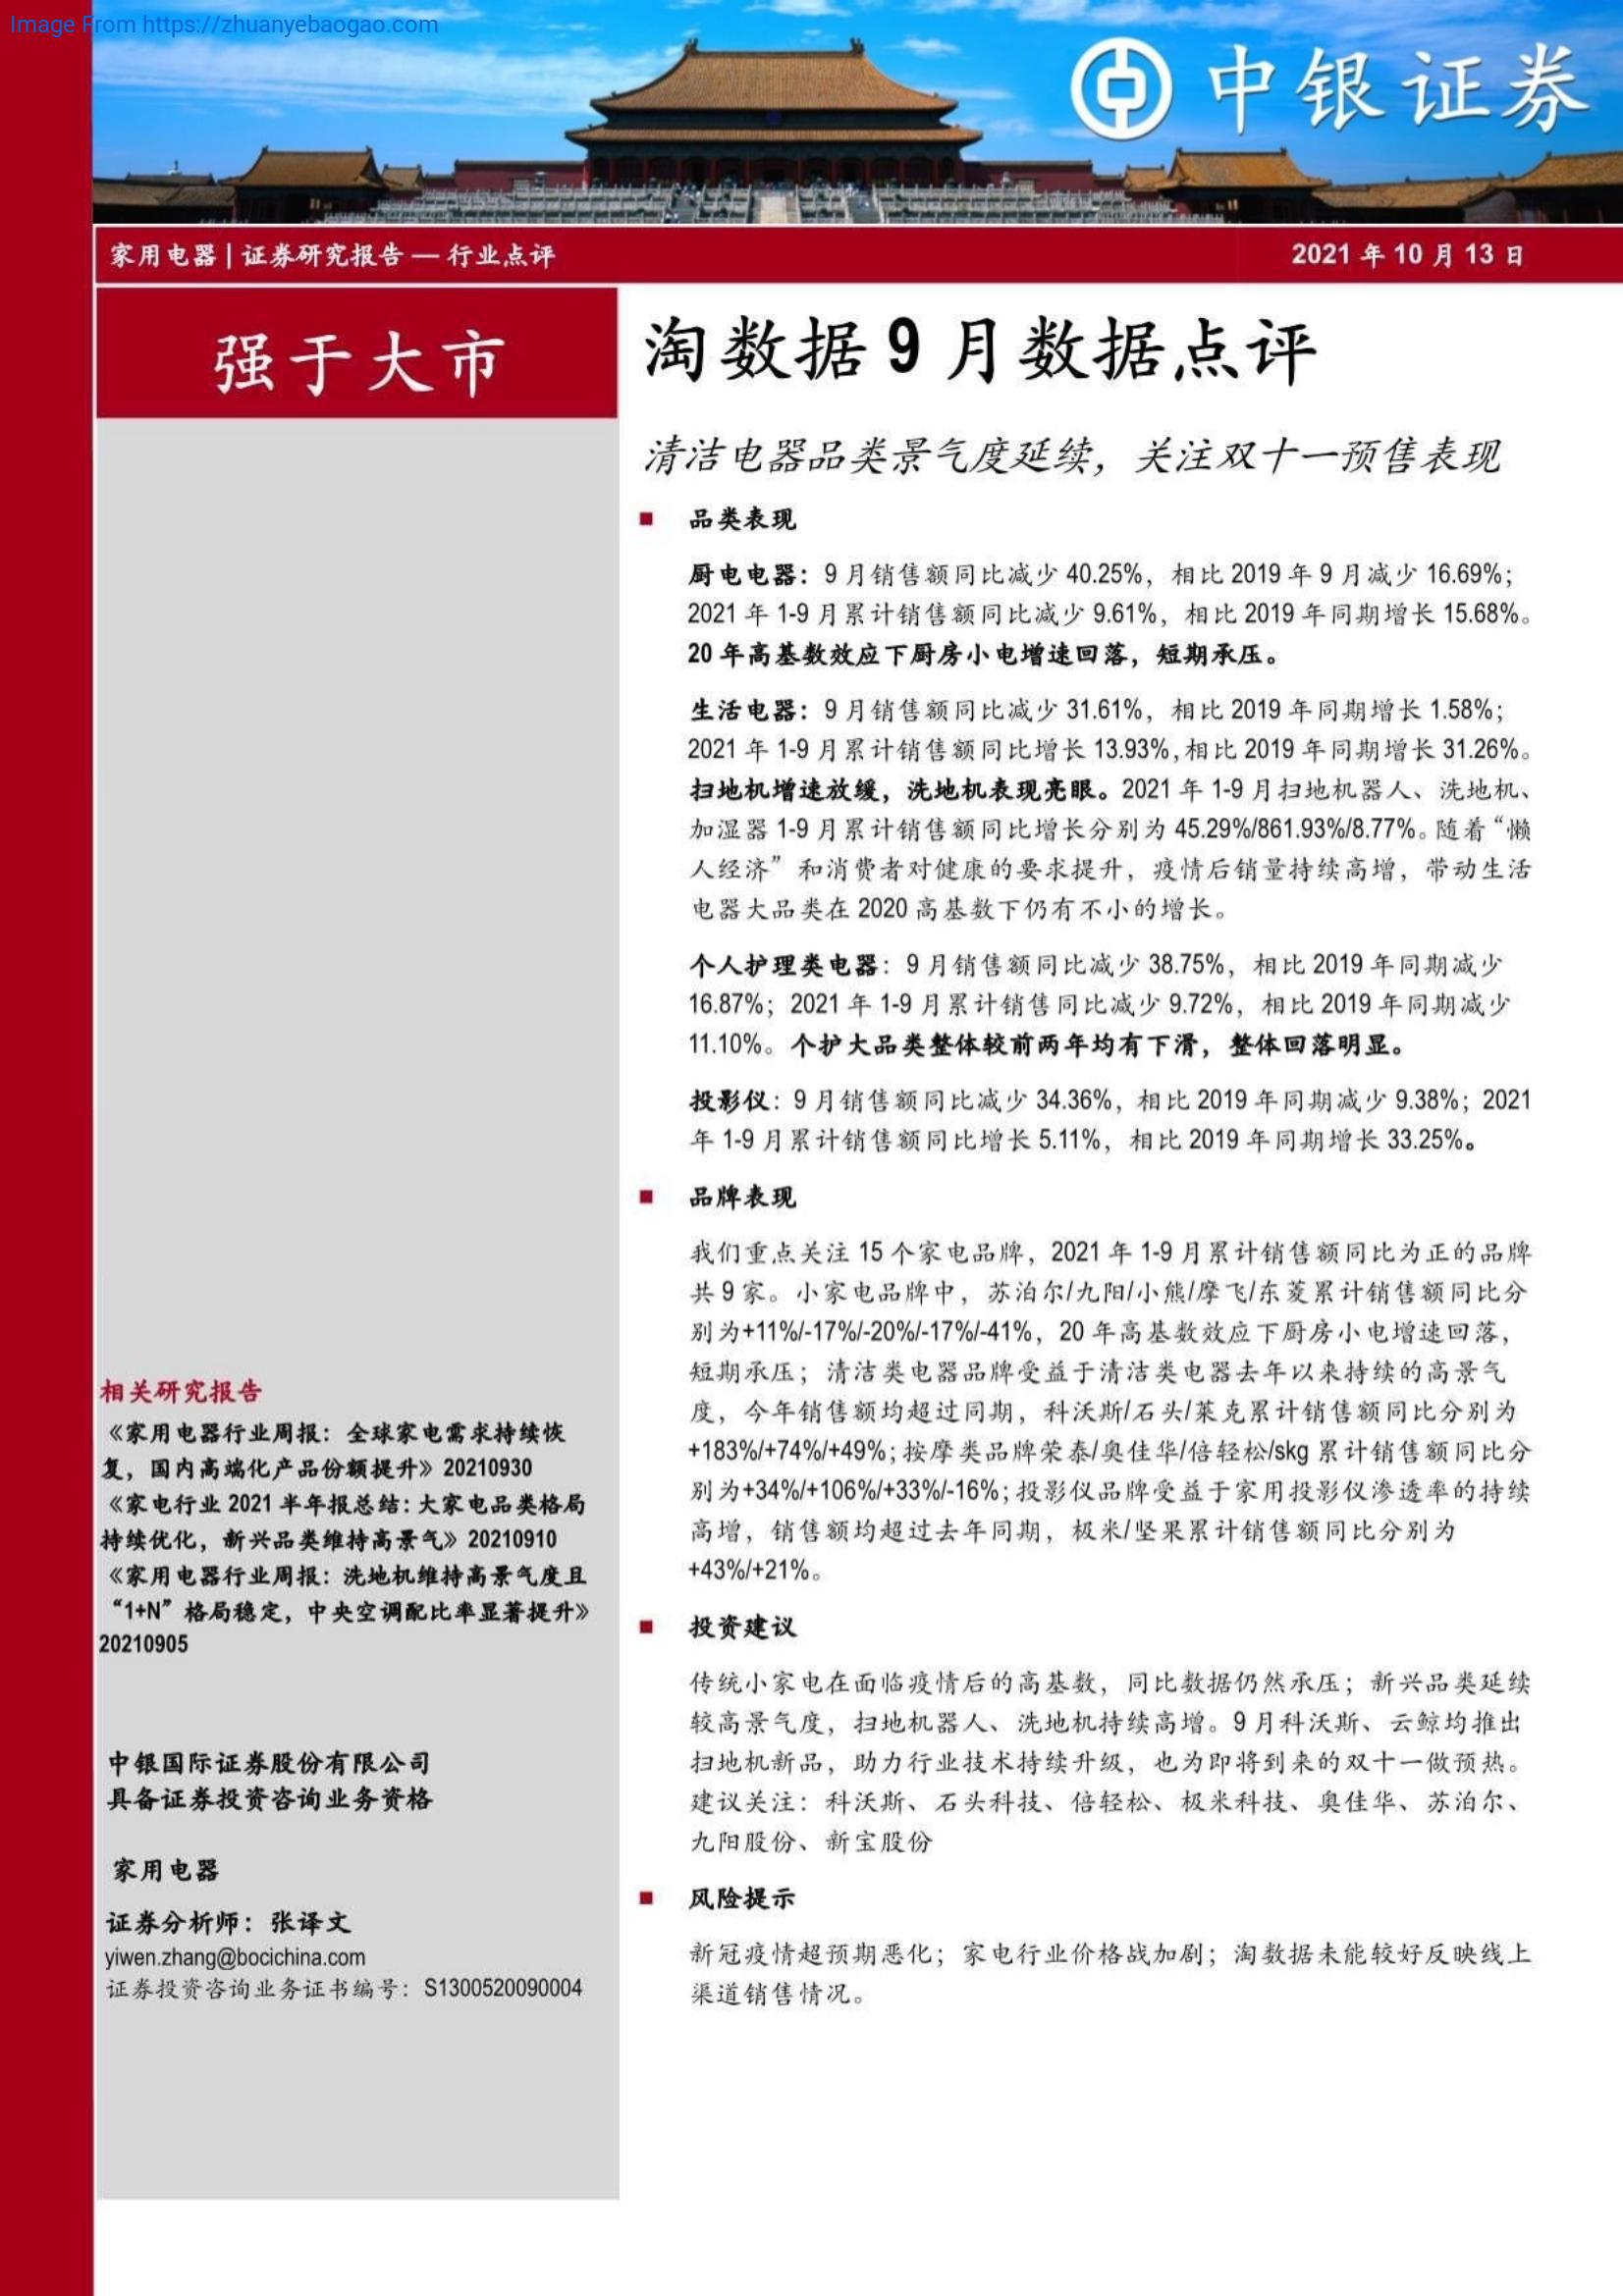 Image From https://zhuanyebaogao.com
中银证券
家用电器 | 证券研究报告 — 行业点评
2021 年 10 月 13 日
强于大市
淘数据 9 月数据点评
清洁电器品类景气度延续，关注双十一预售表现
品类表现
厨电电器：9 月销售额同比减少 40.25%，相比 2019 年 9 月减少 16.69%；
2021 年 1-9 月累计销售额同比减少 9.61%，相比 2019 年同期增长 15.68%。
20 年高基数效应下厨房小电增速回落，短期承压。
生活电器：9 月销售额同比减少 31.61%，相比 2019 年同期增长 1.58%；
2021 年 1-9 月累计销售额同比增长 13.93%,相比 2019 年同期增长 31.26%。
扫地机增速放缓，洗地机表现亮眼。2021 年 1-9 月扫地机器人、洗地机、
加湿器 1-9 月累计销售额同比增长分别为 45.29%/861.93%/8.77%。随着“懒
人经济”和消费者对健康的要求提升，疫情后销量持续高增，带动生活
电器大品类在 2020 高基数下仍有不小的增长。
个人护理类电器：9 月销售额同比减少 38.75%，相比 2019 年同期减少
16.87%；2021 年 1-9 月累计销售同比减少 9.72%，相比 2019 年同期减少
11.10%。个护大品类整体较前两年均有下滑，整体回落明显。
投影仪：9 月销售额同比减少 34.36%，相比 2019 年同期减少 9.38%；2021
年 1-9 月累计销售额同比增长 5.11%，相比 2019 年同期增长 33.25%。
品牌表现
我们重点关注 15 个家电品牌，2021 年 1-9 月累计销售额同比为正的品牌
共 9 家。小家电品牌中，苏泊尔/九阳/小熊/摩飞/东菱累计销售额同比分
别为+11%/-17%/-20%/-17%/-41%，20 年高基数效应下厨房小电增速回落，
短期承压；清洁类电器品牌受益于清洁类电器去年以来持续的高景气
度，今年销售额均超过同期，科沃斯/石头/莱克累计销售额同比分别为
+183%/+74%/+49%；按摩类品牌荣泰/奥佳华/倍轻松/skg 累计销售额同比分
别为+34%/+106%/+33%/-16%；投影仪品牌受益于家用投影仪渗透率的持续
高增，销售额均超过去年同期，极米/坚果累计销售额同比分别为
+43%/+21%。
投资建议
传统小家电在面临疫情后的高基数，同比数据仍然承压；新兴品类延续
较高景气度，扫地机器人、洗地机持续高增。9 月科沃斯、云鲸均推出
扫地机新品，助力行业技术持续升级，也为即将到来的双十一做预热。
建议关注：科沃斯、石头科技、倍轻松、极米科技、奥佳华、苏泊尔、
九阳股份、新宝股份
风险提示
新冠疫情超预期恶化；家电行业价格战加剧；淘数据未能较好反映线上
渠道销售情况。
相关研究报告
《家用电器行业周报：全球家电需求持续恢
复，国内高端化产品份额提升》20210930
《家电行业 2021 半年报总结：大家电品类格局
持续优化，新兴品类维持高景气》20210910
《家用电器行业周报：洗地机维持高景气度且
“1+N”格局稳定，中央空调配比率显著提升》
20210905
中银国际证券股份有限公司
具备证券投资咨询业务资格
家用电器
证券分析师：张译文
yiwen.zhang@bocichina.com
证券投资咨询业务证书编号：S1300520090004